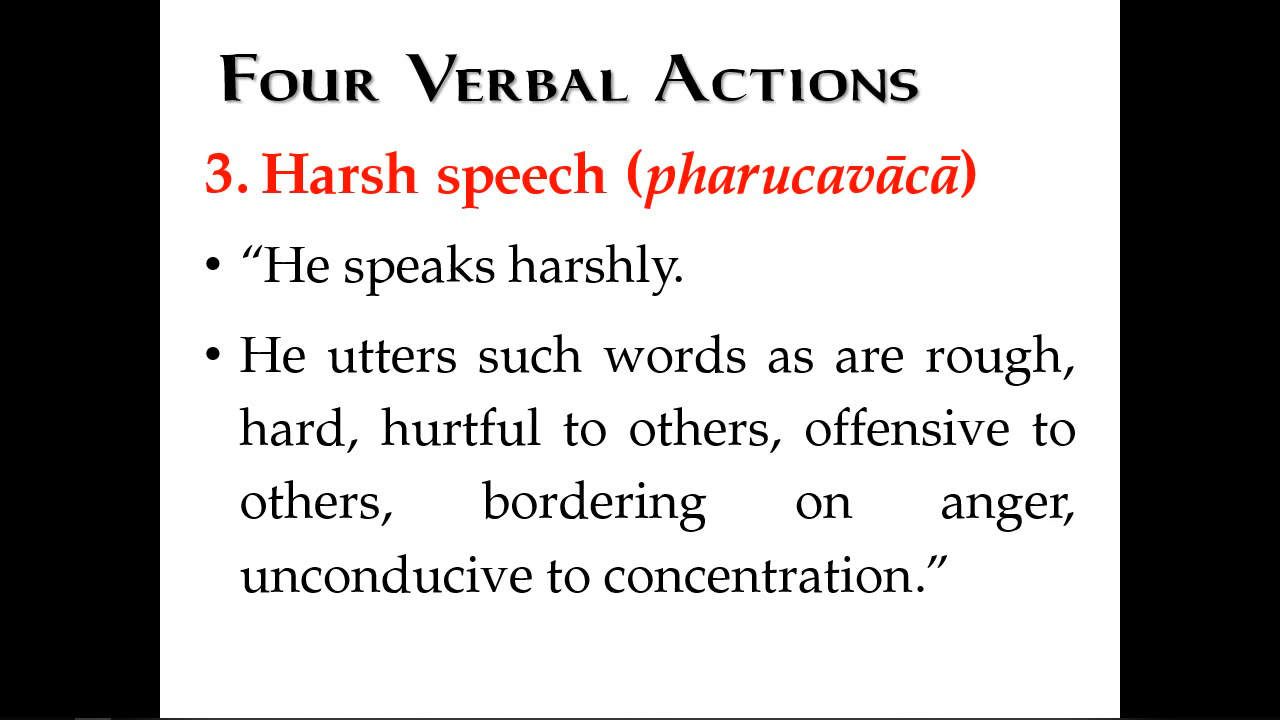 Four Verbal Actions
3. Harsh speech (pharucavācā)
• “He speaks harshly.
• He utters such words as are rough,
hard, hurtful to others, offensive to
others, bordering on anger,
unconducive to concentration.”